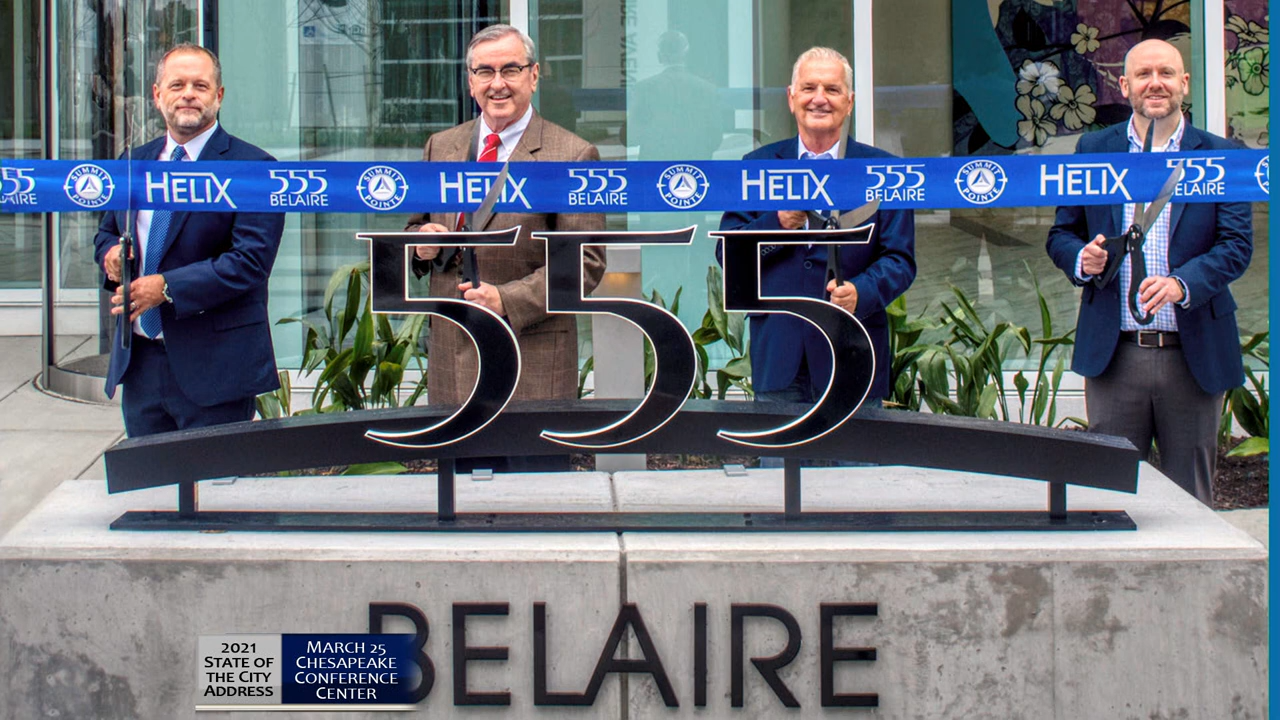 555 BELAIRE SUMMIT POINTE HELIX 555 BELAIRE SUMMIT POINTE HELIX 555 BELAIRE SUMMIT POINTE HELIX 555 BELAIRE SUMMIT POINTE HELIX 555 BELAIRE
555
BELAIRE
2021
STATE OF
THE CITY
ADDRESS
MARCH 25
CHESAPEAKE
CONFERENCE
CENTER